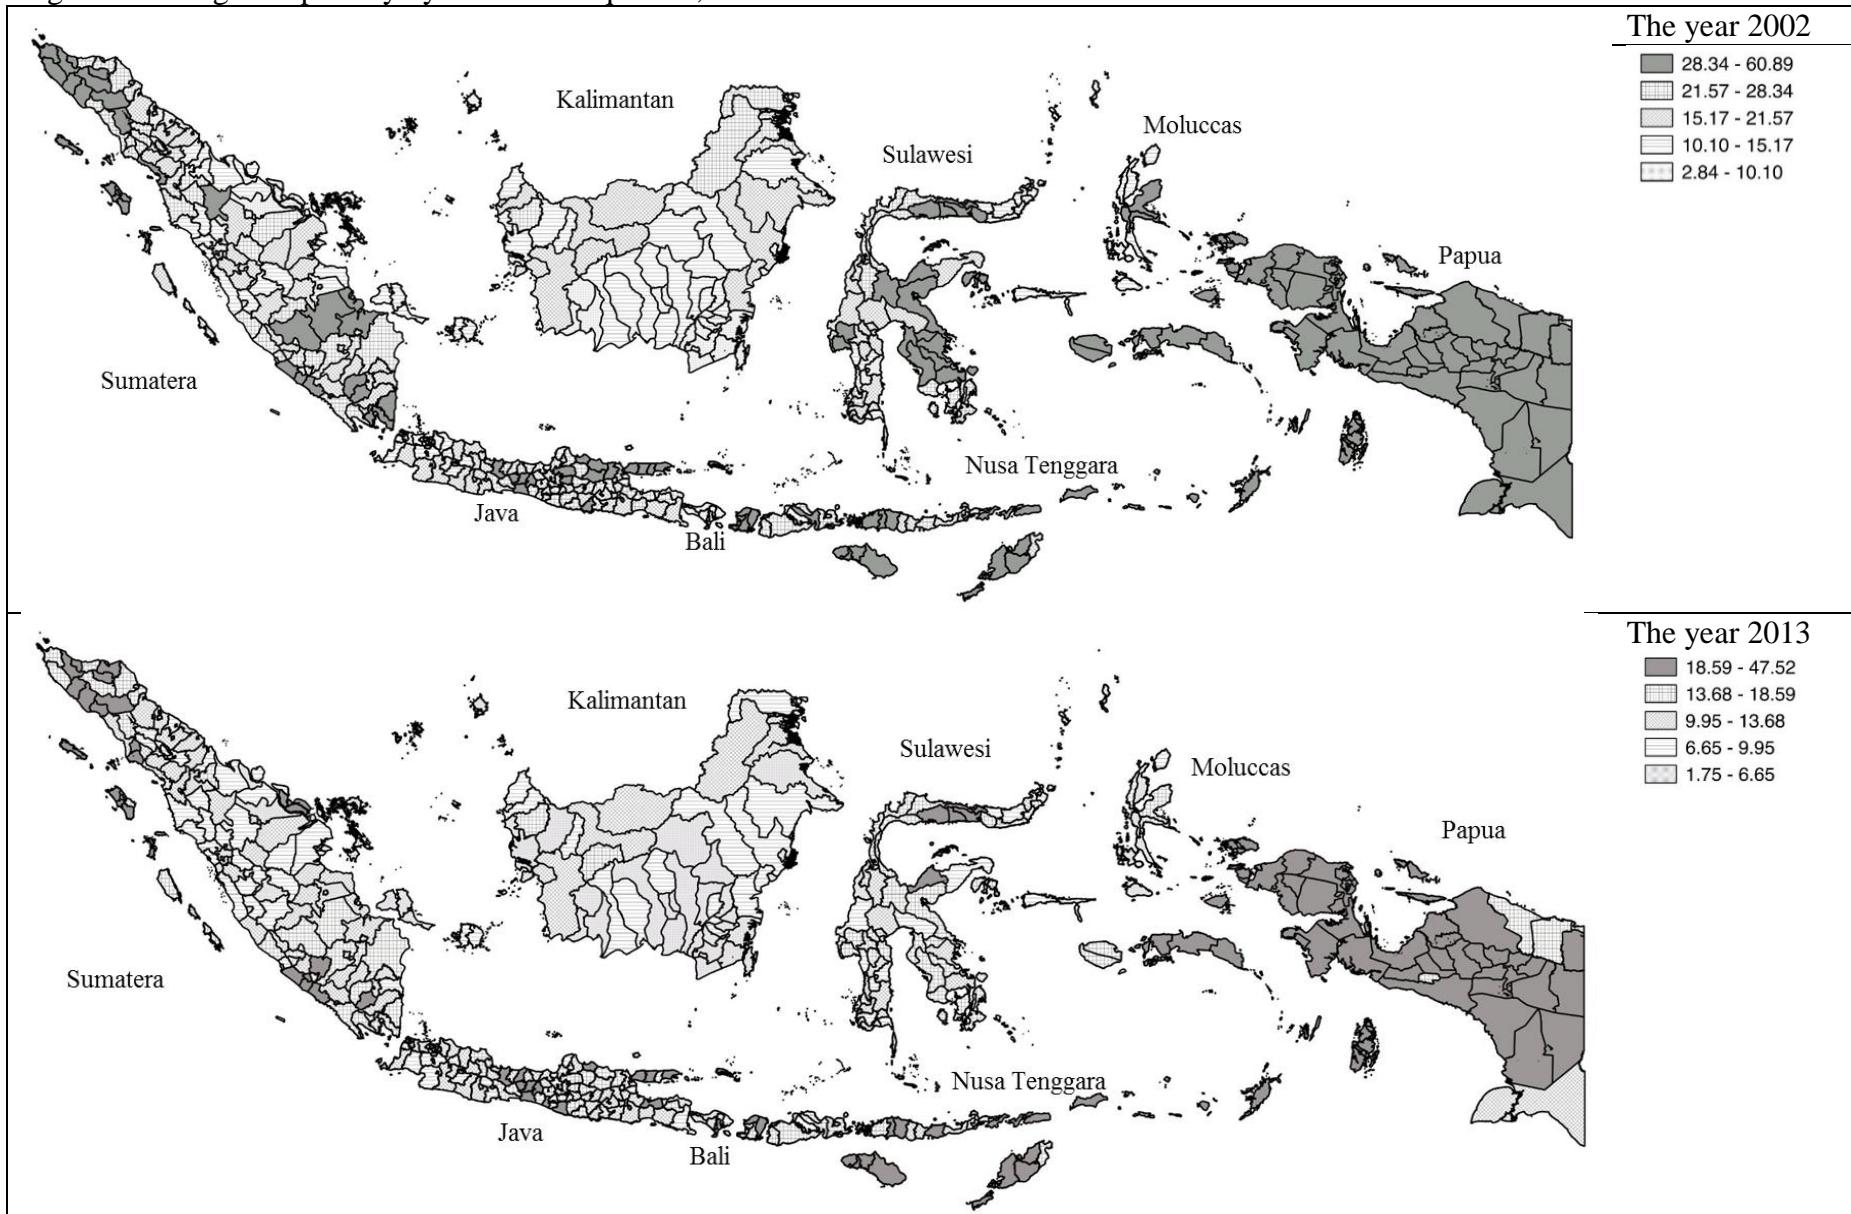 The year 2002
28.34 - 60.89
21.57 - 28.34
15.17 - 21.57
10.10 - 15.17
2.84 - 10.10
Kalimantan
Moluccas
Sulawesi
Papua
Sumatera
Nusa Tenggara
Java
Bali
The year 2013
18.59 - 47.52
13.68 - 18.59
9.95 - 13.68
6.65 - 9.95
1.75 - 6.65
Kalimantan
Sulawesi
Moluccas
Papua
Sumatera
Nusa Tenggara
Java
Bali